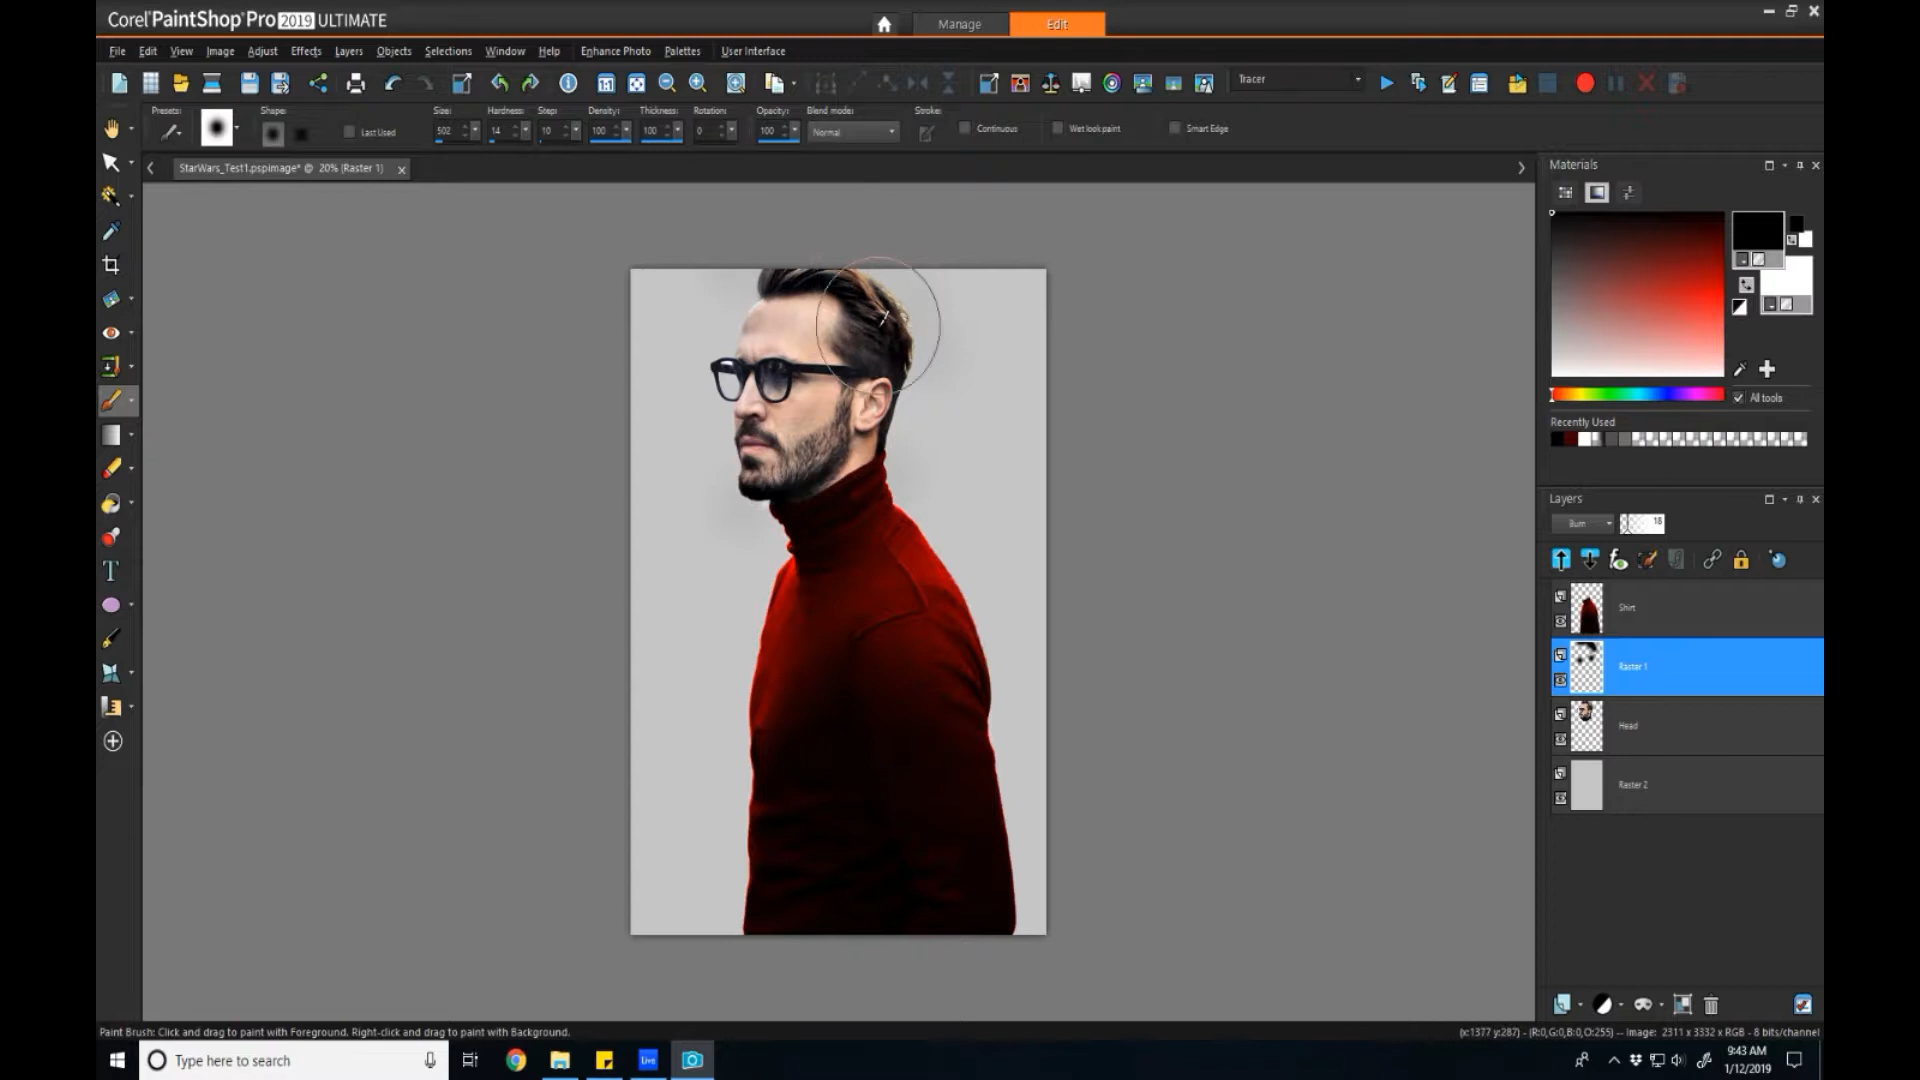 Corel PaintShop Pro 2019 ULTIMATE
Manage
Edit
File Edit View Image Adjust Effects Layers Objects Selections Window Help Enhance Photo Palettes User Interface
Tracer
Presets: Shape: Size: Hardness: Step: Density: Thickness: Rotation: Opacity: Blend mode: Stroke:
Last Used 502 14 10 100 100 0 100 Normal Continuous Wet look paint Smart Edge
StarWars_Test1.pspimage* @ 20% (Raster 1)
Materials
All tools
Recently Used
Layers
Burn 18
Shirt
Raster 1
Head
Raster 2
Paint Brush: Click and drag to paint with Foreground. Right-click and drag to paint with Background.
(x:1377 y:287) - (R:0,G:0,B:0,O:255) -- Image: 2311 x 3332 x RGB - 8 bits/channel
Type here to search
Live
9:43 AM
1/12/2019